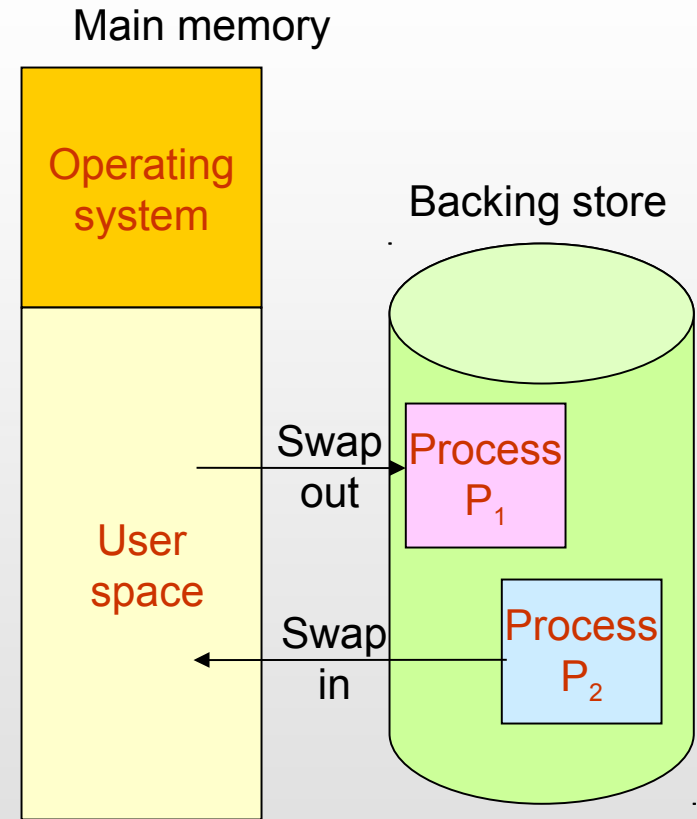 Main memory
Operating
system
Backing store
Swap
out
Process
P₁
User
space
Swap
in
Process
P₂